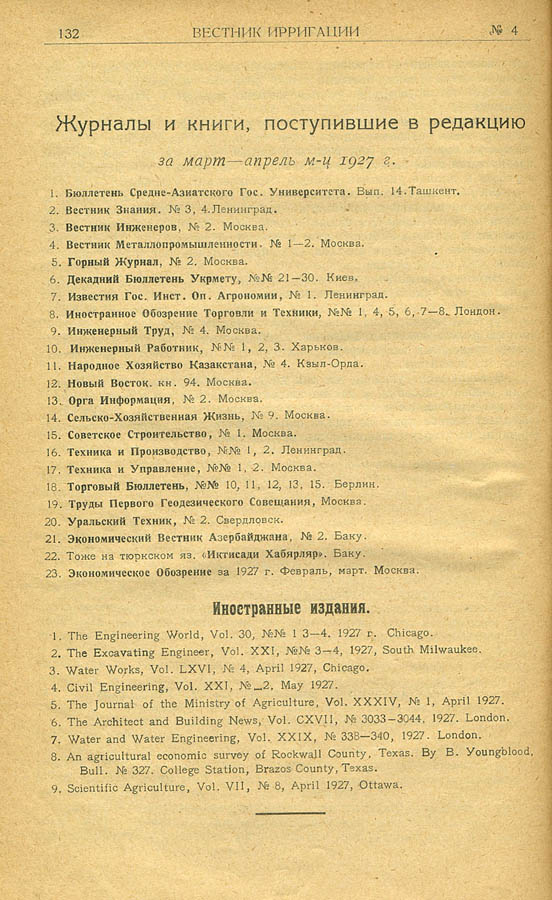 132 ВЕСТНИК ИРРИГАЦИИ № 4
Журналы и книги, поступившие в редакцию
за март—апрель м-ц 1927 г.
1. Бюллетень Средне-Азиатского Гос. Университета. Вып. 14. Ташкент.
2. Вестник Знания. № 3, 4. Ленинград.
3. Вестник Инженеров, № 2. Москва.
4. Вестник Металлопромышленности. № 1—2. Москва.
5. Горный Журнал, № 2. Москва.
6. Декадний Бюллетень Укрмету, №№ 21—30. Киев.
7. Известия Гос. Инст. Оп. Агрономии, № 1. Ленинград.
8. Иностранное Обозрение Торговли и Техники, №№ 1, 4, 5, 6, 7—8. Лондон.
9. Инженерный Труд, № 4. Москва.
10. Инженерный Работник, №№ 1, 2, 3. Харьков.
11. Народное Хозяйство Казакстана, № 4. Кзыл-Орда.
12. Новый Восток. кн. 94. Москва.
13. Орга Информация, № 2. Москва.
14. Сельско-Хозяйственная Жизнь, № 9. Москва.
15. Советское Строительство, № 1. Москва.
16. Техника и Производство, №№ 1, 2. Ленинград.
17. Техника и Управление, №№ 1, 2. Москва.
18. Торговый Бюллетень, №№ 10, 11, 12, 13, 15. Берлин.
19. Труды Первого Геодезического Совещания, Москва.
20. Уральский Техник, № 2. Свердловск.
21. Экономический Вестник Азербайджана, № 2. Баку.
22. Тоже на тюркском яз. «Иктисади Хабярляр». Баку.
23. Экономическое Обозрение за 1927 г. Февраль, март. Москва.
Иностранные издания.
1. The Engineering World, Vol. 30, №№ 1 3—4. 1927 г. Chicago.
2. The Excavating Engineer, Vol. XXI, №№ 3—4, 1927, South Milwaukee.
3. Water Works, Vol. LXVI, № 4, April 1927, Chicago.
4. Civil Engineering, Vol. XXI, № 2, May 1927.
5. The Journal of the Ministry of Agriculture, Vol. XXXIV, № 1, April 1927.
6. The Architect and Building News, Vol. CXVII, № 3033—3044, 1927. London.
7. Water and Water Engineering, Vol. XXIX, № 338—340, 1927. London.
8. An agricultural economic survey of Rockwall County, Texas. By B. Youngblood,
Bull. № 327. College Station, Brazos County, Texas.
9. Scientific Agriculture, Vol. VII, № 8, April 1927, Ottawa.